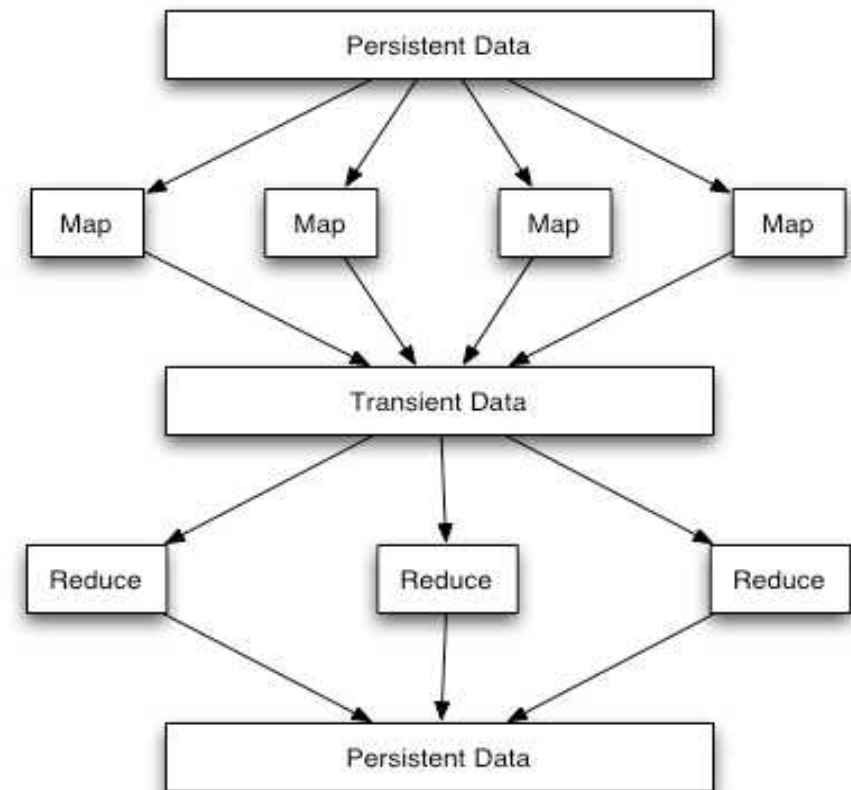 Persistent Data
Map
Map
Map
Map
Transient Data
Reduce
Reduce
Reduce
Persistent Data